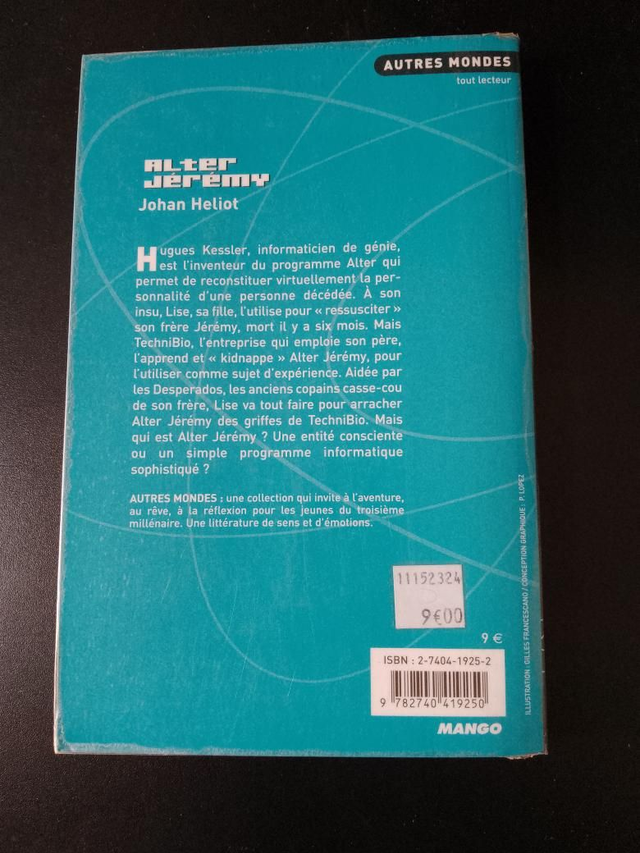 AUTRES MONDES
tout lecteur
ALter
Jérémy
Johan Heliot
Hugues Kessler, informaticien de génie,
est l'inventeur du programme Alter qui
permet de reconstituer virtuellement la per-
sonnalité d'une personne décédée. À son
insu, Lise, sa fille, l'utilise pour « ressusciter »
son frère Jérémy, mort il y a six mois. Mais
TechniBio, l'entreprise qui emploie son père,
l'apprend et « kidnappe » Alter Jérémy, pour
l'utiliser comme sujet d'expérience. Aidée par
les Desperados, les anciens copains casse-cou
de son frère, Lise va tout faire pour arracher
Alter Jérémy des griffes de TechniBio. Mais
qui est Alter Jérémy ? Une entité consciente
ou un simple programme informatique
sophistiqué ?
AUTRES MONDES : une collection qui invite à l'aventure,
au rêve, à la réflexion pour les jeunes du troisième
millénaire. Une littérature de sens et d'émotions.
11152324
9€00
9 €
ISBN : 2-7404-1925-2
9 782740 419250
MANGO
ILLUSTRATION : GILLES FRANCESCANO / CONCEPTION GRAPHIQUE : P. LOPEZ